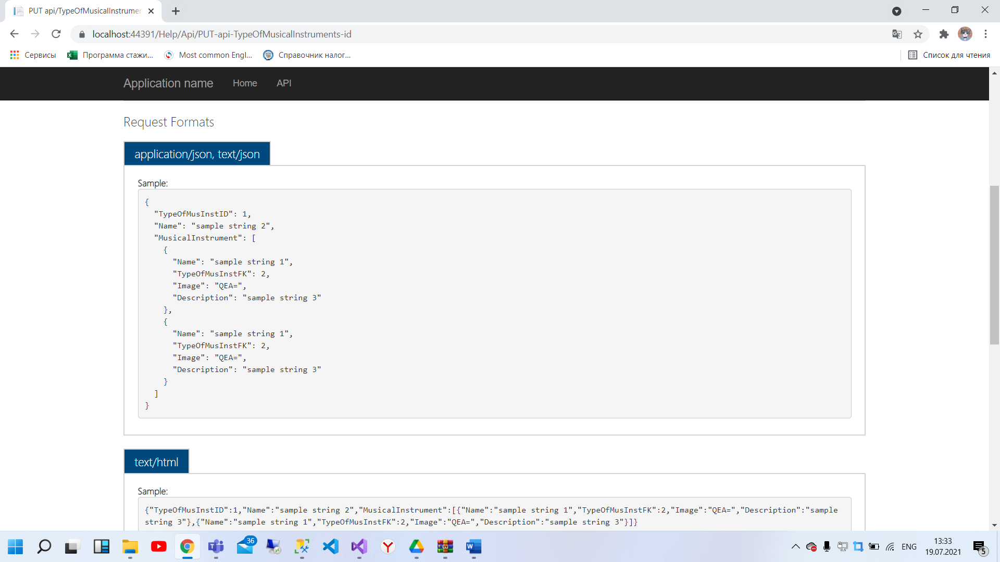 PUT api/TypeOfMusicalInstrumen
localhost:44391/Help/Api/PUT-api-TypeOfMusicalInstruments-id
Сервисы
Программа стажи...
Most common Engl...
Справочник налог...
Список для чтения
Application name
Home
API
Request Formats
application/json, text/json
Sample:
{
"TypeOfMusInstID": 1,
"Name": "sample string 2",
"MusicalInstrument": [
{
"Name": "sample string 1",
"TypeOfMusInstFK": 2,
"Image": "QEA=",
"Description": "sample string 3"
},
{
"Name": "sample string 1",
"TypeOfMusInstFK": 2,
"Image": "QEA=",
"Description": "sample string 3"
}
]
}
text/html
Sample:
{"TypeOfMusInstID":1,"Name":"sample string 2","MusicalInstrument":[{"Name":"sample string 1","TypeOfMusInstFK":2,"Image":"QEA=","Description":"sample
string 3"},{"Name":"sample string 1","TypeOfMusInstFK":2,"Image":"QEA=","Description":"sample string 3"}]}
36
ENG
13:33
19.07.2021
5